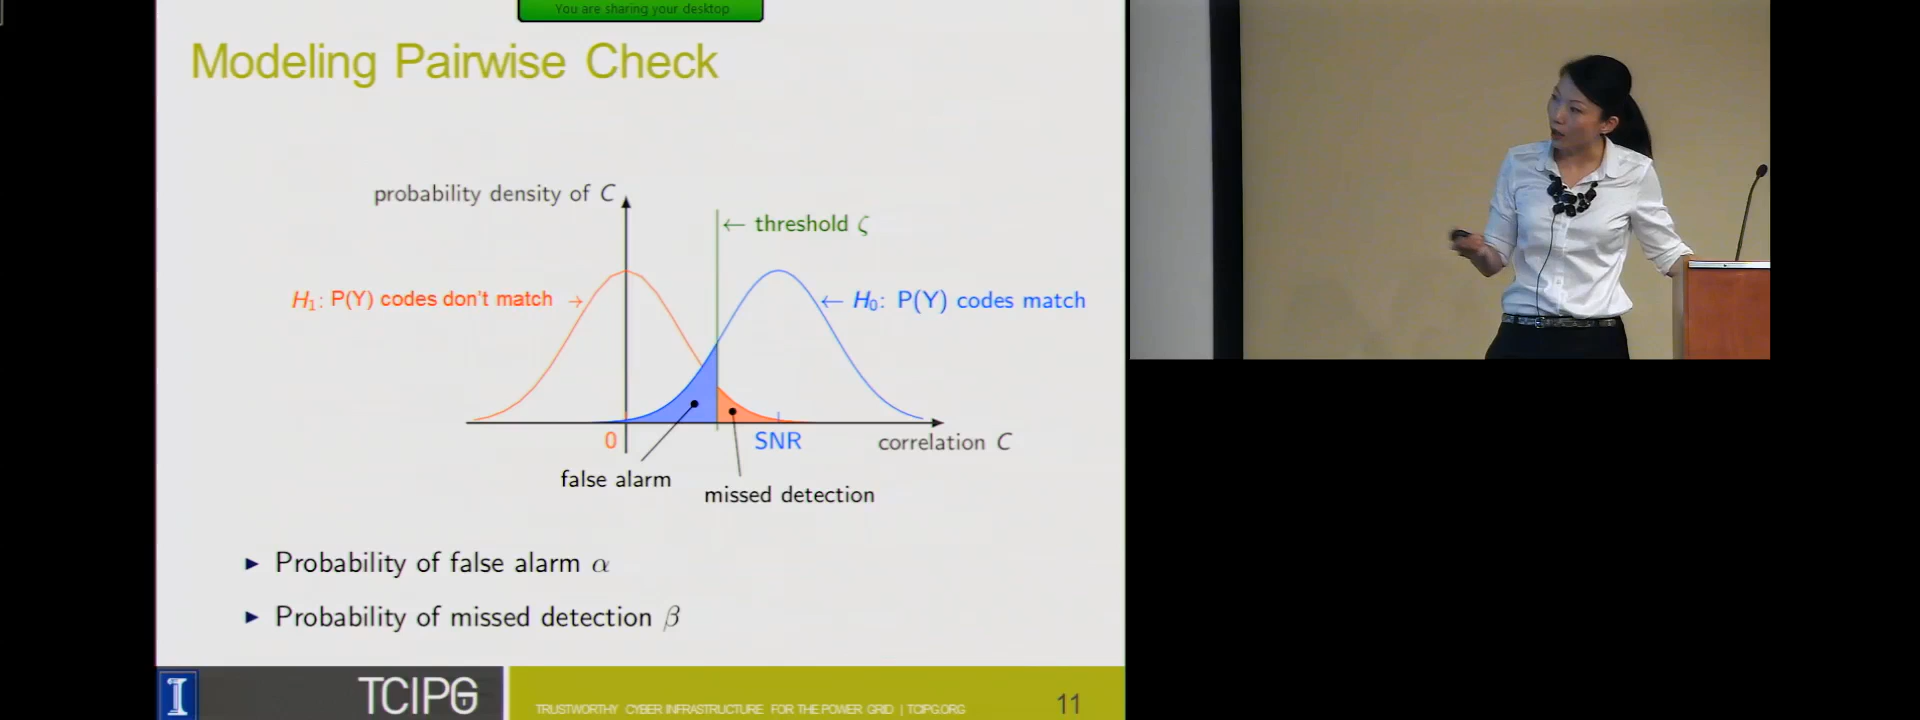 You are sharing your desktop
Modeling Pairwise Check
probability density of C
← threshold ζ
H₁: P(Y) codes don't match →
← H₀: P(Y) codes match
0
SNR
correlation C
false alarm
missed detection
▶ Probability of false alarm α
▶ Probability of missed detection β
I
TCIPG
TRUSTWORTHY CYBER INFRASTRUCTURE FOR THE POWER GRID | TCIPG.ORG
11